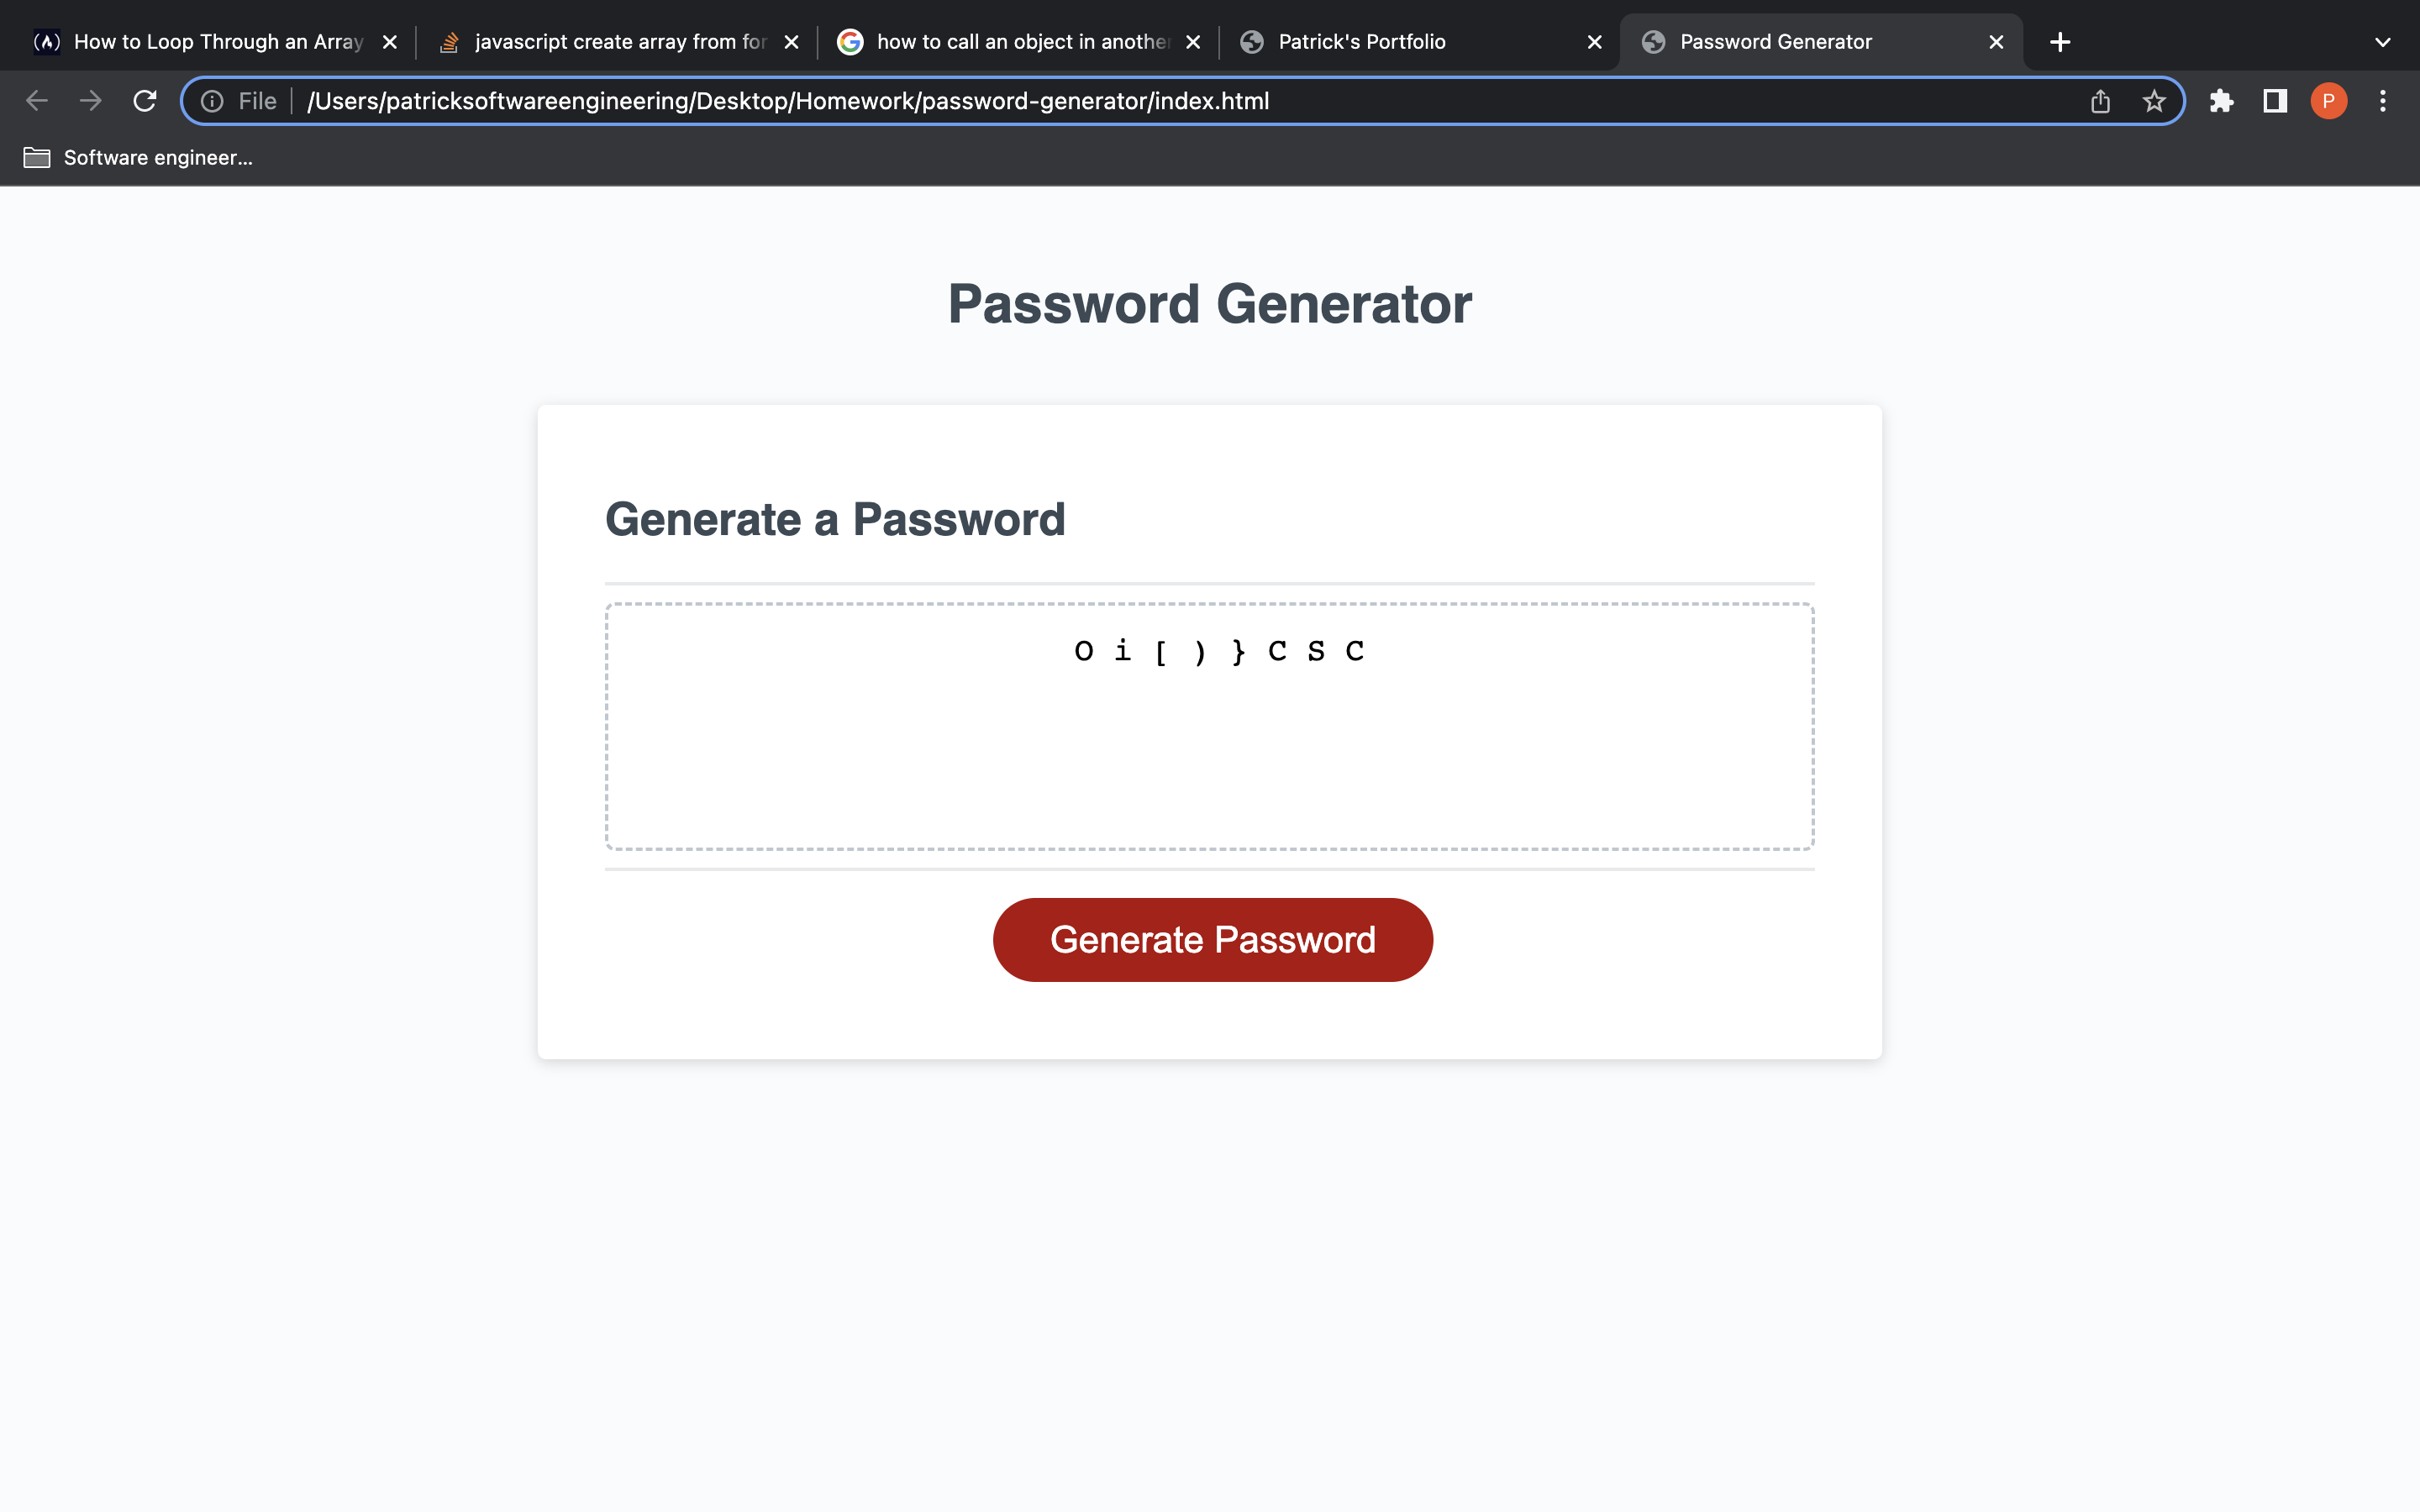 How to Loop Through an Array
javascript create array from for
how to call an object in another
Patrick's Portfolio
Password Generator
File
/Users/patricksoftwareengineering/Desktop/Homework/password-generator/index.html
P
Software engineer...
Password Generator
Generate a Password
O i [ ) } C S C
Generate Password